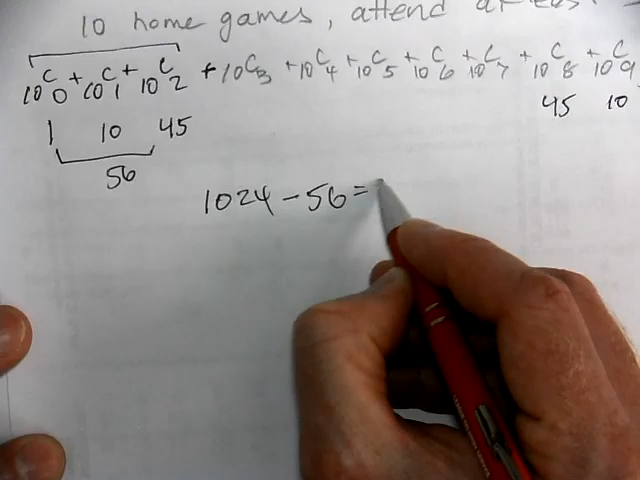 10 home games, attend at
10C0 + 10C1 + 10C2 + 10C3 + 10C4 + 10C5 + 10C6 + 10C7 + 10C8 + 10C9
1 10 45 45 10
56
1024 - 56 =